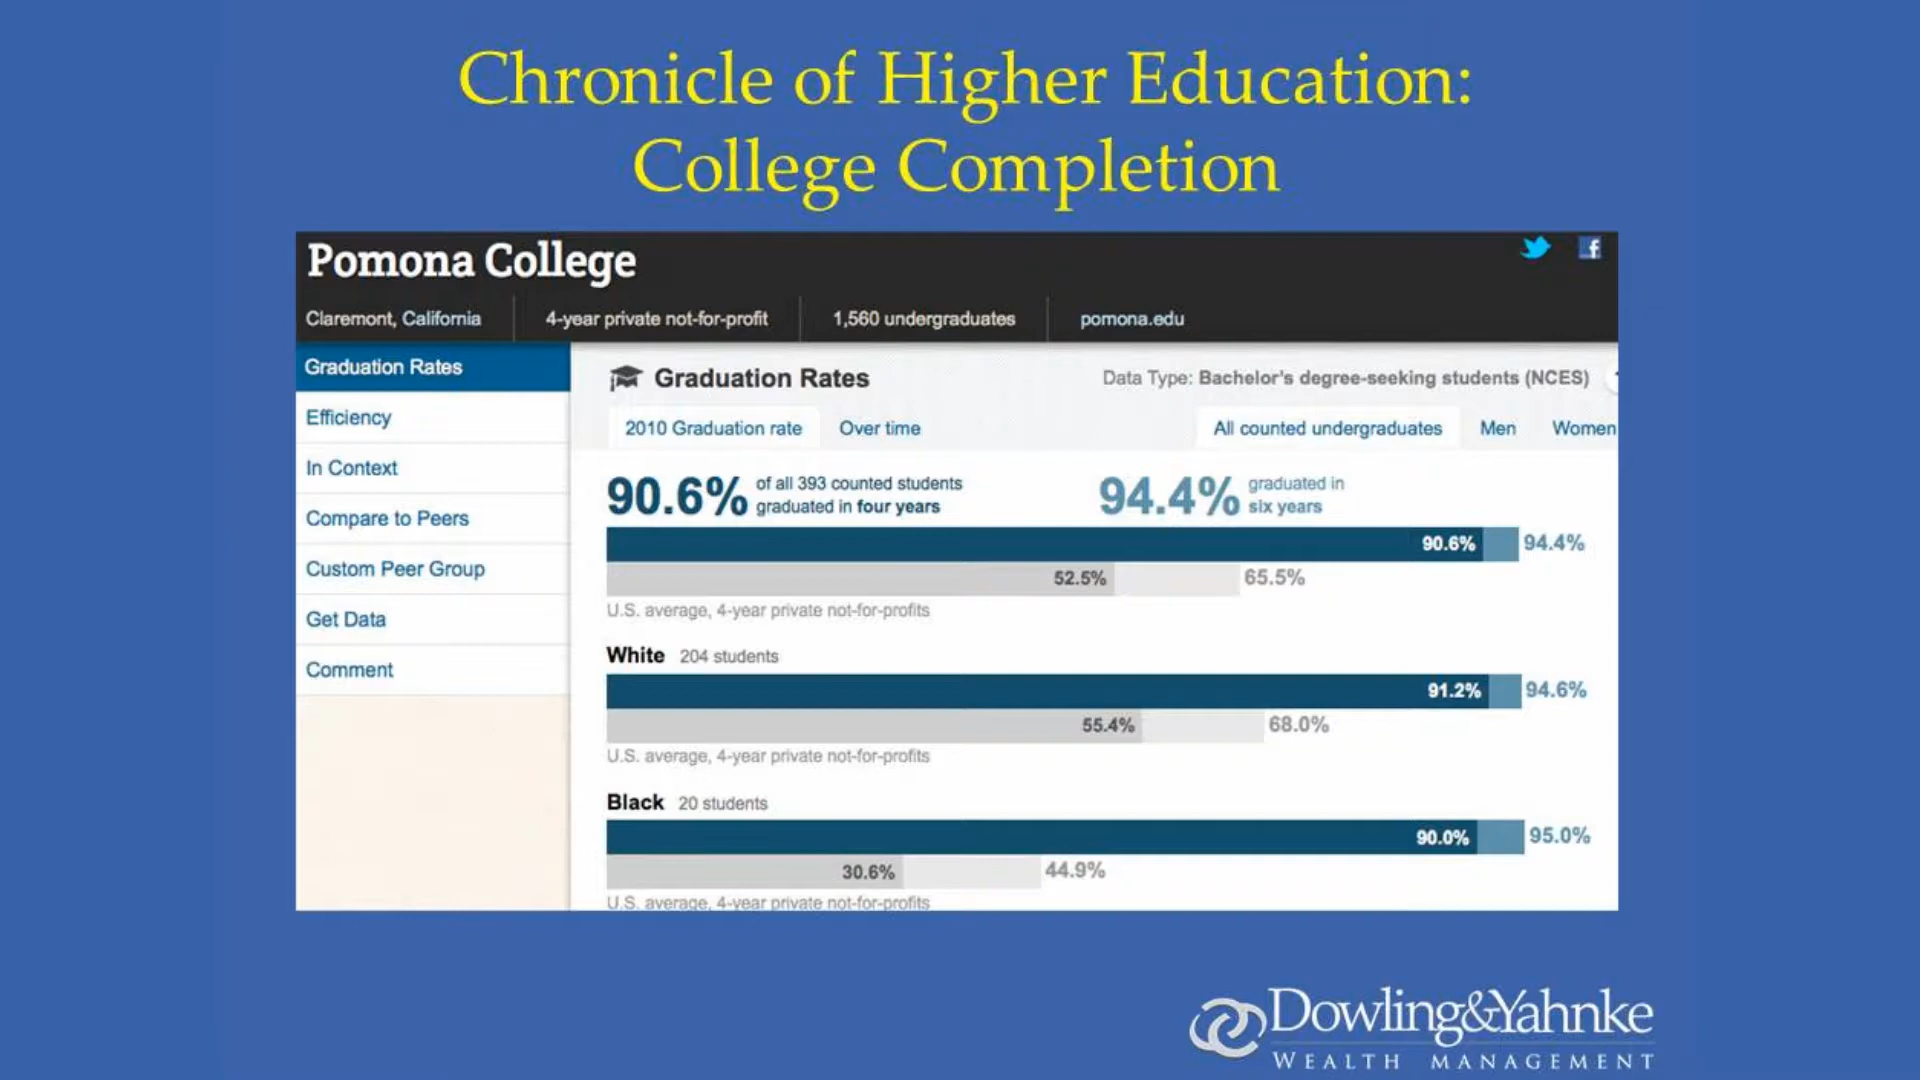 Chronicle of Higher Education:
College Completion
Pomona College
Claremont, California 4-year private not-for-profit 1,560 undergraduates pomona.edu
Graduation Rates
Efficiency
In Context
Compare to Peers
Custom Peer Group
Get Data
Comment
Graduation Rates Data Type: Bachelor's degree-seeking students (NCES)
2010 Graduation rate Over time All counted undergraduates Men Women
90.6% of all 393 counted students
graduated in four years
94.4% graduated in
six years
90.6% 94.4%
52.5% 65.5%
U.S. average, 4-year private not-for-profits
White 204 students
91.2% 94.6%
55.4% 68.0%
U.S. average, 4-year private not-for-profits
Black 20 students
90.0% 95.0%
30.6% 44.9%
U.S. average, 4-year private not-for-profits
Dowling&Yahnke
WEALTH MANAGEMENT